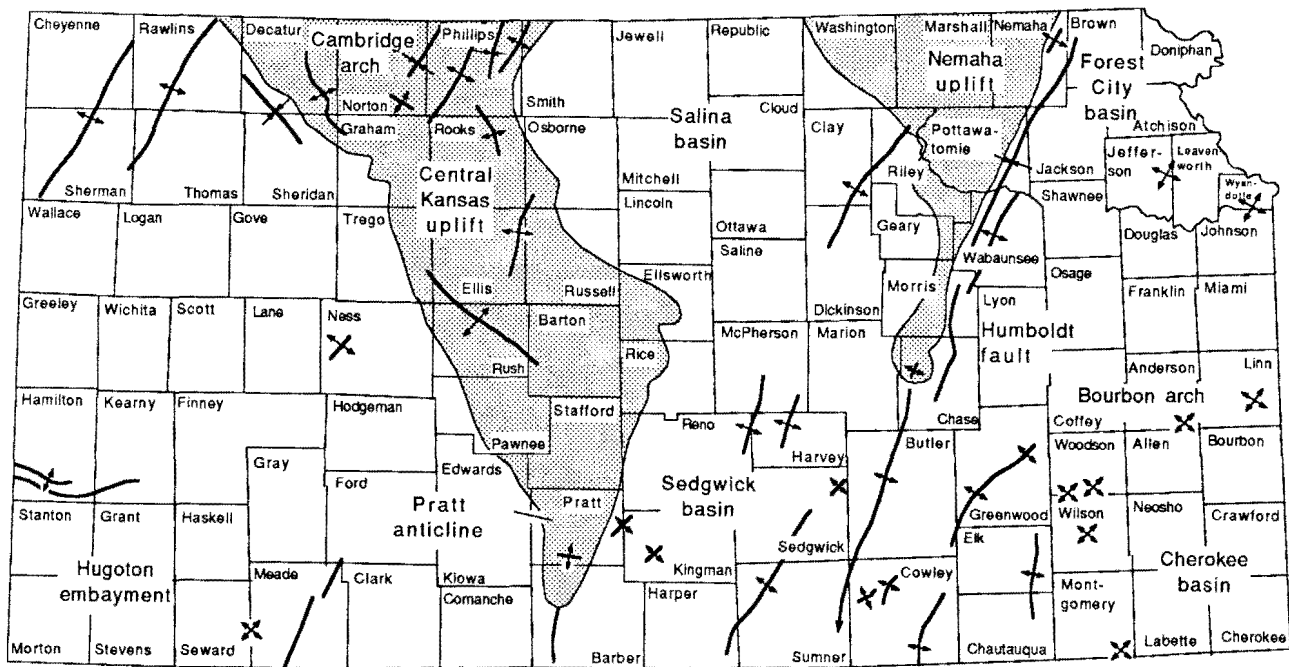 Cheyenne
Rawlins
Decatur
Cambridge
arch
Norton
Phillips
Smith
Jewell
Republic
Washington
Marshall
Nemaha
Brown
Doniphan
Nemaha
uplift
Forest
City
basin
Atchison
Sherman
Thomas
Sheridan
Graham
Rooks
Osborne
Mitchell
Salina
basin
Cloud
Clay
Riley
Pottawa-
tomie
Jackson
Jeffer-
son
Leaven-
worth
Wyan-
dotte
Central
Kansas
uplift
Wallace
Logan
Gove
Trego
Ellis
Russell
Lincoln
Ellsworth
Ottawa
Saline
Dickinson
Geary
Morris
Wabaunsee
Shawnee
Osage
Douglas
Johnson
Franklin
Miami
Greeley
Wichita
Scott
Lane
Ness
Rush
Barton
Rice
McPherson
Marion
Lyon
Humboldt
fault
Chase
Anderson
Linn
Bourbon arch
Coffey
Hamilton
Kearny
Finney
Hodgeman
Pawnee
Stafford
Reno
Harvey
Butler
Woodson
Allen
Bourbon
Gray
Ford
Edwards
Pratt
anticline
Pratt
Sedgwick
basin
Sedgwick
Greenwood
Elk
Wilson
Neosho
Crawford
Stanton
Grant
Haskell
Hugoton
embayment
Meade
Clark
Kiowa
Comanche
Kingman
Harper
Cowley
Mont-
gomery
Cherokee
basin
Morton
Stevens
Seward
Barber
Sumner
Chautauqua
Labette
Cherokee